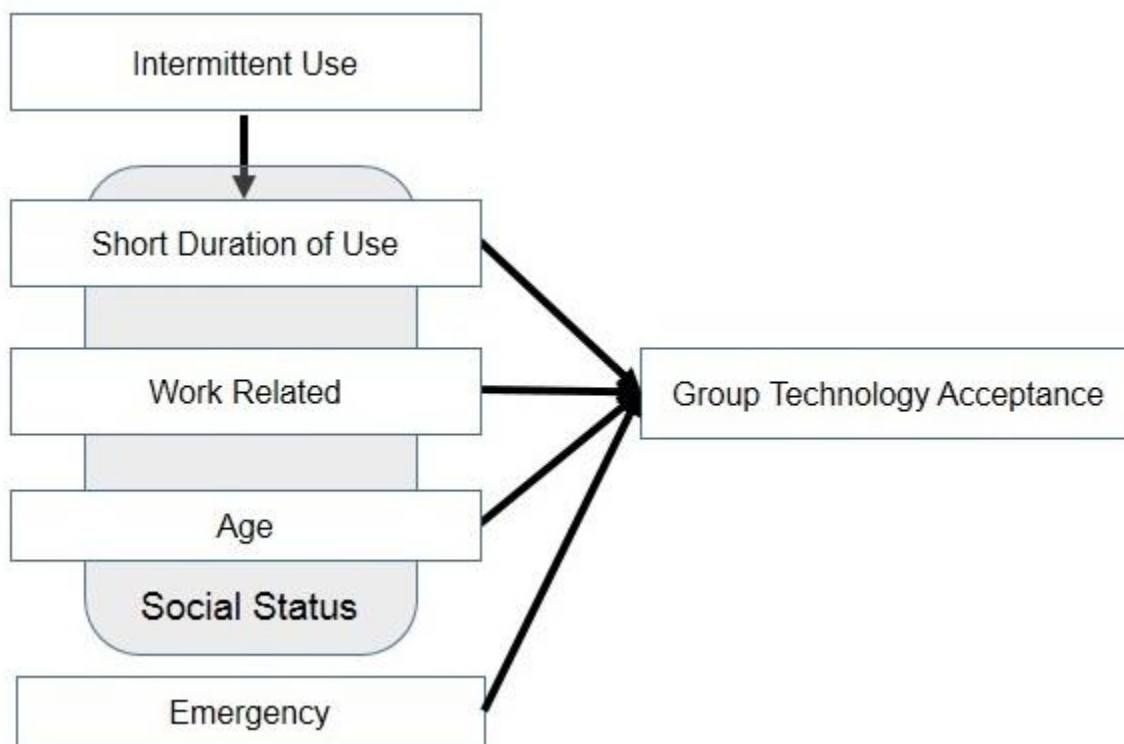 Intermittent Use
Short Duration of Use
Work Related
Group Technology Acceptance
Age
Social Status
Emergency